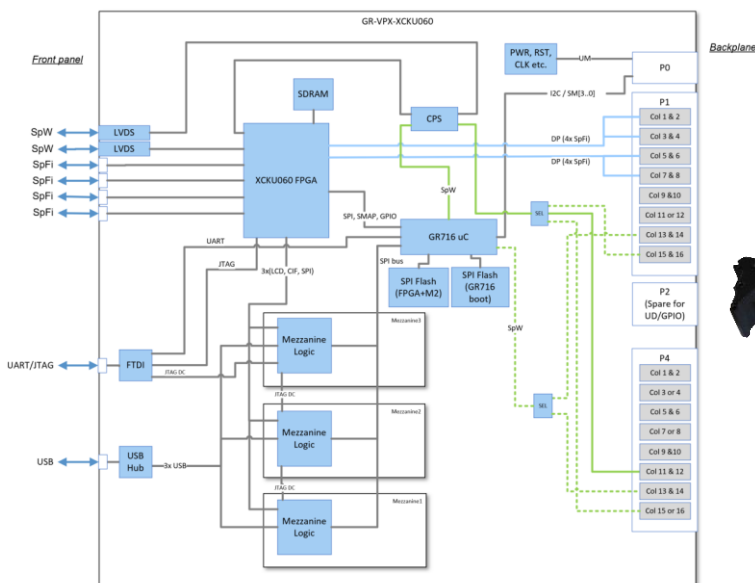 GR-VPX-XCKU060
Front panel
Backplane
PWR, RST,
CLK etc.
UM
P0
I2C / SM[3..0]
SDRAM
CPS
P1
Col 1 & 2
Col 3 & 4
Col 5 & 6
Col 7 & 8
Col 9 &10
Col 11 or 12
Col 13 & 14
Col 15 & 16
SpW
LVDS
SpW
LVDS
SpFi
SpFi
SpFi
SpFi
XCKU060 FPGA
DP (4x SpFi)
DP (4x SpFi)
SpW
SEL
SPI, SMAP, GPIO
UART
GR716 uC
JTAG
SPI bus
3x(LCD, CIF, SPI)
SPI Flash
(FPGA+M2)
SPI Flash
(GR716
boot)
P2
(Spare for
UD/GPIO)
SpW
Mezzanine3
Mezzanine
Logic
UART/JTAG
FTDI
JTAG DC
JTAG DC
P4
Col 1 & 2
Col 3 or 4
Col 5 & 6
Col 7 or 8
Col 9 &10
Col 11 & 12
Col 13 & 14
Col 15 or 16
SEL
Mezzanine2
Mezzanine
Logic
USB
USB
Hub
3x USB
JTAG DC
Mezzanine1
Mezzanine
Logic